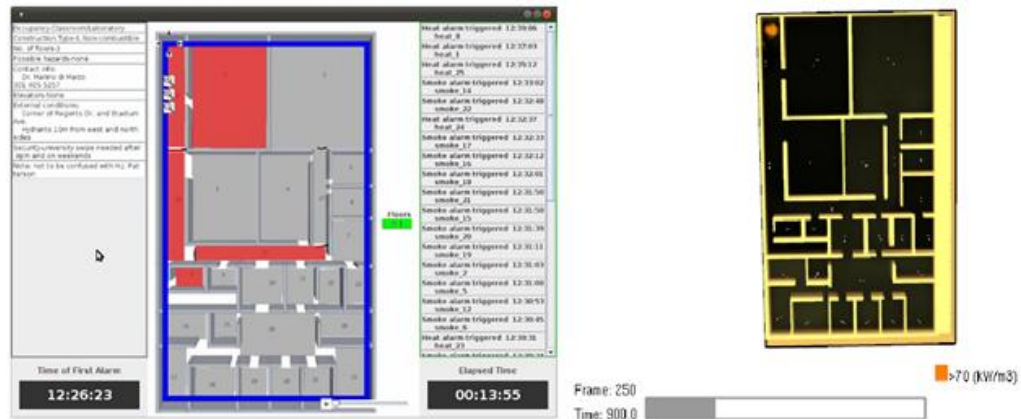 Occupancy-Classroom/Laboratory
Construction Type-II, Non-combustible
No. of floors-3
Possible hazards-none
Contact info:
301 405 5257
Elevators-None
External conditions:
Corner of Regents Dr. and Stadium
Ave.
Hydrants 10m from east and north
sides
Security-university swipe needed after
and on weekends
Note: not to be confused with H.J. Pat
terson
Time of First Alarm
12:26:23
Floors
Heat alarm triggered 12:39:06
heat_8
Heat alarm triggered 12:37:03
heat_1
Heat alarm triggered 12:35:12
heat_25
Smoke alarm triggered 12:33:02
smoke_14
Smoke alarm triggered 12:32:48
smoke_22
Heat alarm triggered 12:32:37
heat_24
Smoke alarm triggered 12:32:33
smoke_17
Smoke alarm triggered 12:32:12
smoke_16
Smoke alarm triggered 12:32:01
smoke_18
Smoke alarm triggered 12:31:50
smoke_21
Smoke alarm triggered 12:31:50
smoke_15
Smoke alarm triggered 12:31:39
smoke_20
Smoke alarm triggered 12:31:11
smoke_19
Smoke alarm triggered 12:31:03
smoke_2
Smoke alarm triggered 12:31:00
smoke_5
Smoke alarm triggered 12:30:53
smoke_12
Smoke alarm triggered 12:30:45
smoke_6
Heat alarm triggered 12:30:31
heat_23
Elapsed Time
00:13:55
>70 (kW/m3)
Frame: 250
Time: 900.0